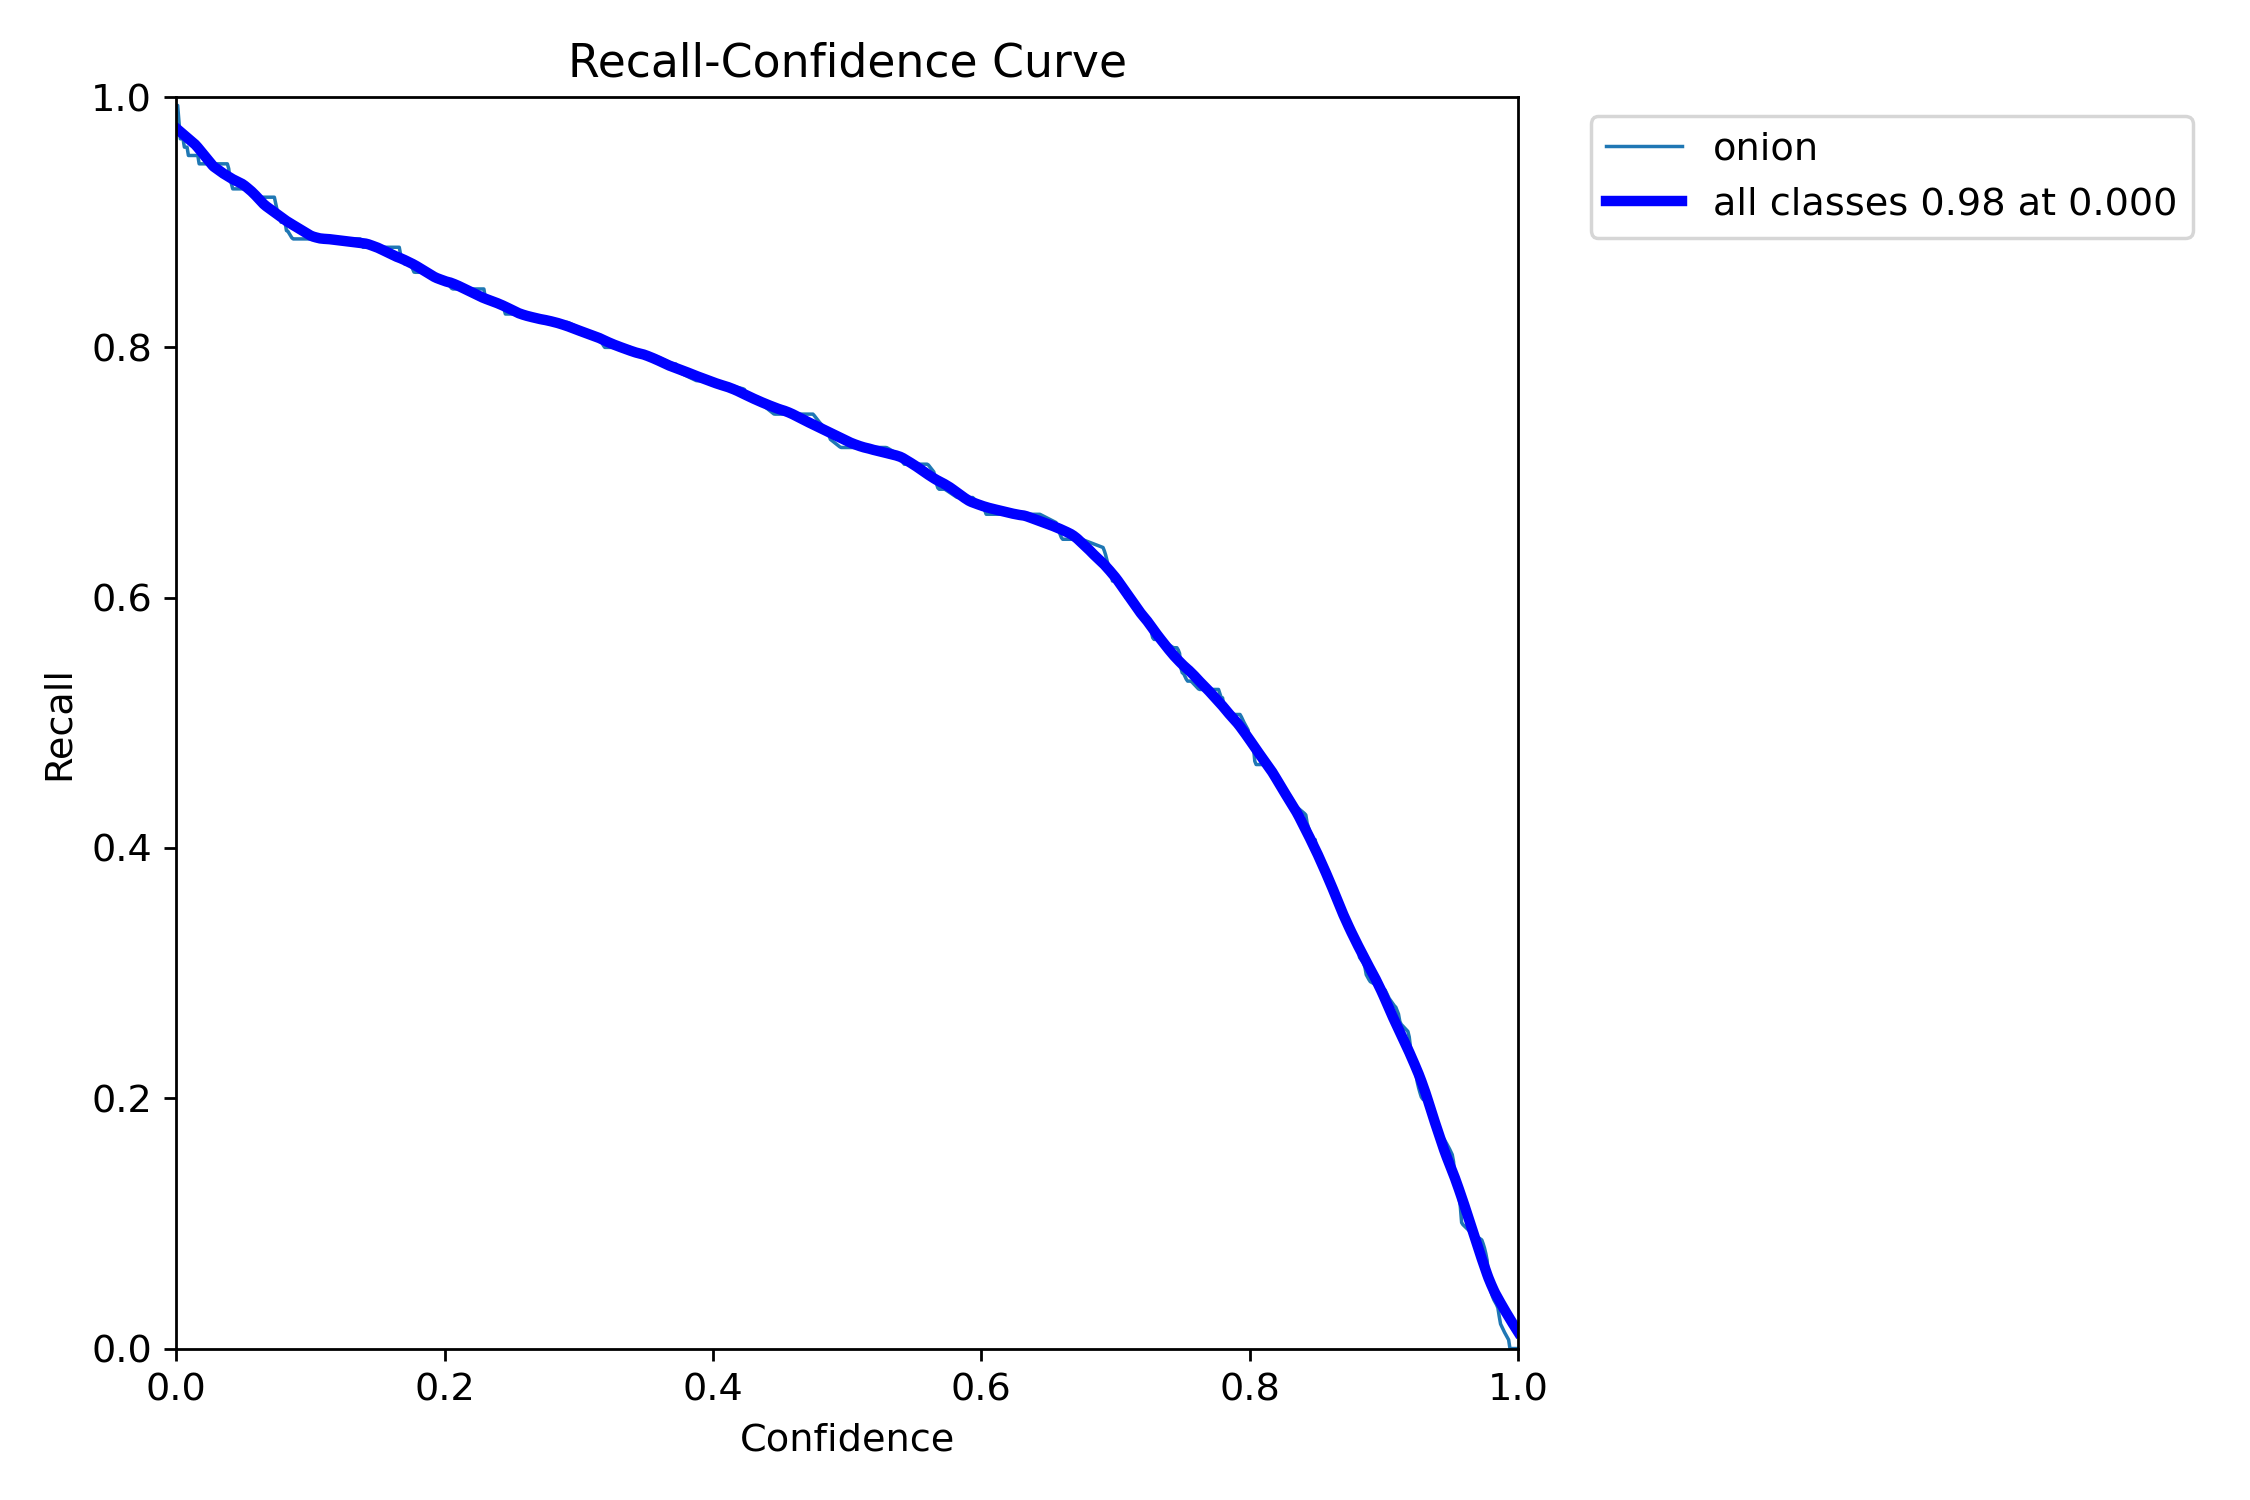 Recall-Confidence Curve
1.0
0.8
0.6
0.4
0.2
0.0
Recall
0.0 0.2 0.4 0.6 0.8 1.0
Confidence
onion
all classes 0.98 at 0.000